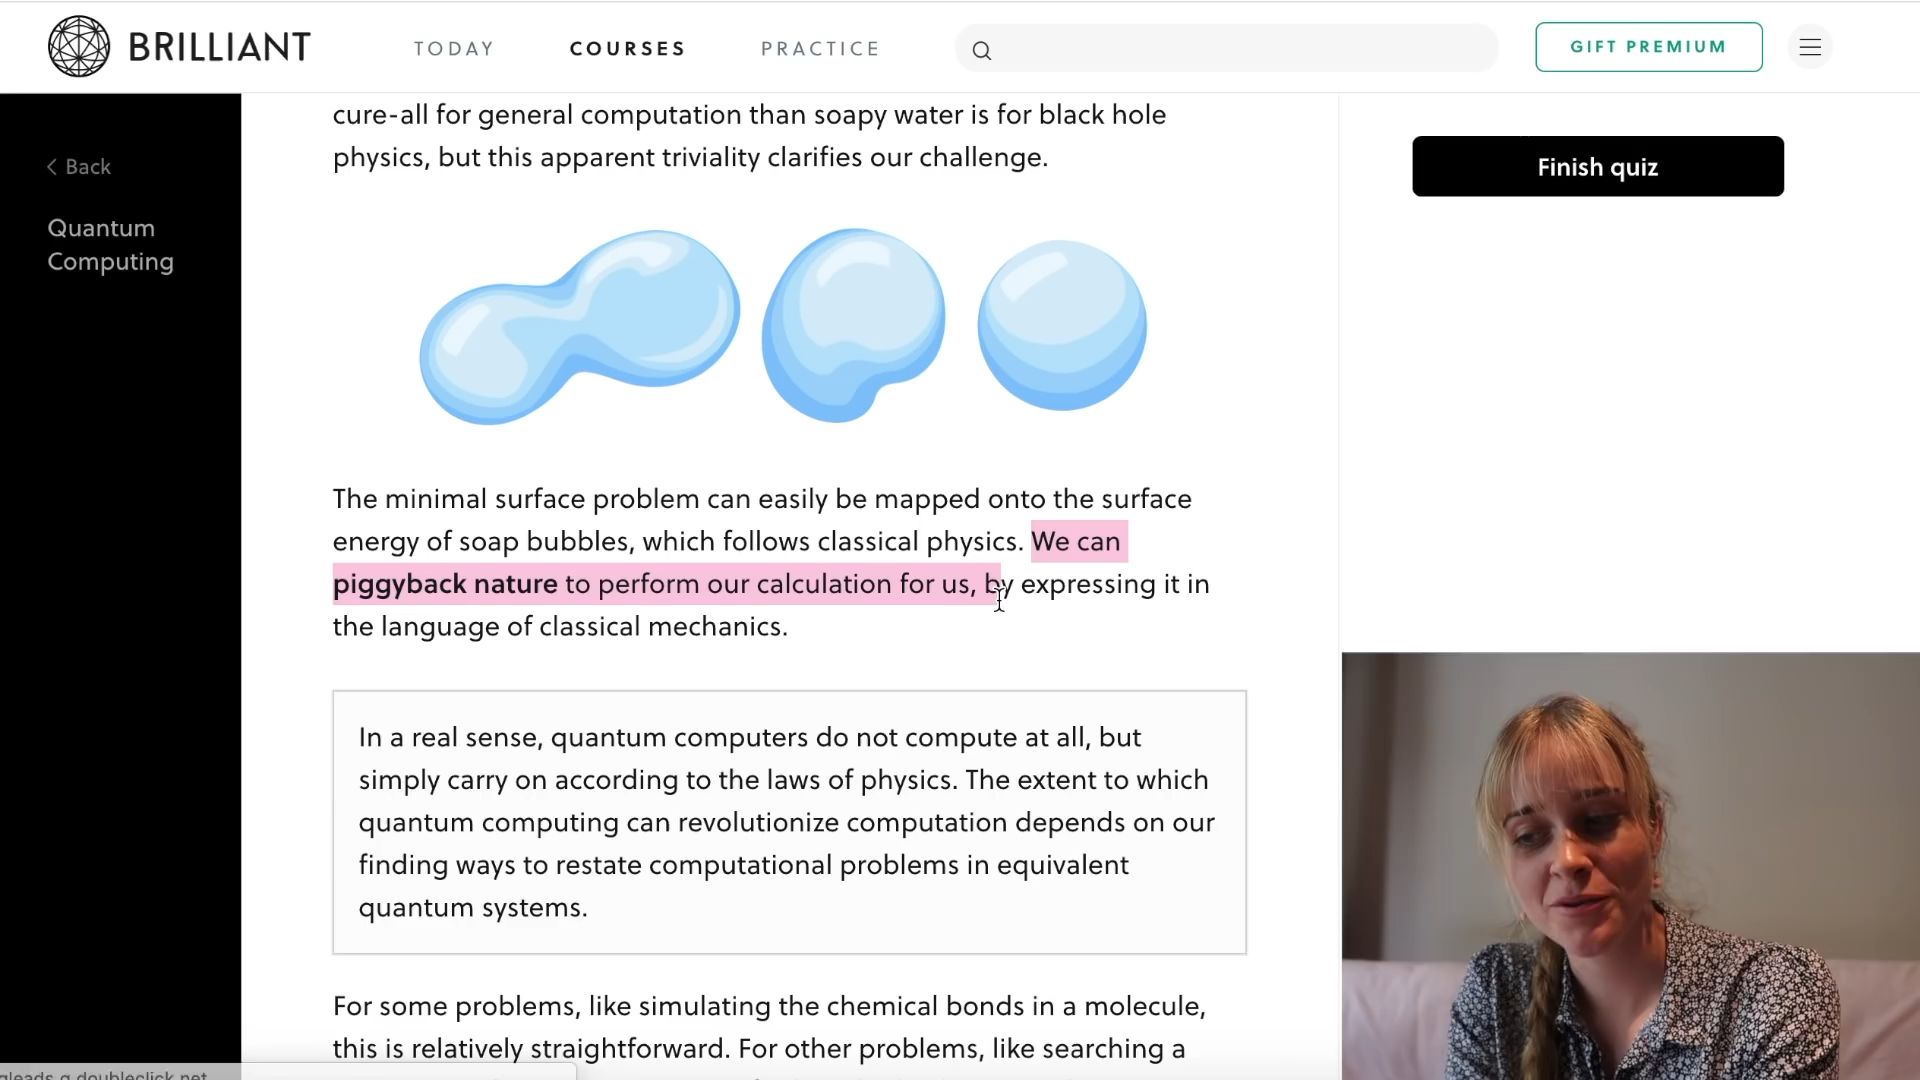 BRILLIANT
TODAY
COURSES
PRACTICE
GIFT PREMIUM
Back
Quantum
Computing
cure-all for general computation than soapy water is for black hole
physics, but this apparent triviality clarifies our challenge.
Finish quiz
The minimal surface problem can easily be mapped onto the surface
energy of soap bubbles, which follows classical physics. We can
piggyback nature to perform our calculation for us, by expressing it in
the language of classical mechanics.
In a real sense, quantum computers do not compute at all, but
simply carry on according to the laws of physics. The extent to which
quantum computing can revolutionize computation depends on our
finding ways to restate computational problems in equivalent
quantum systems.
For some problems, like simulating the chemical bonds in a molecule,
this is relatively straightforward. For other problems, like searching a